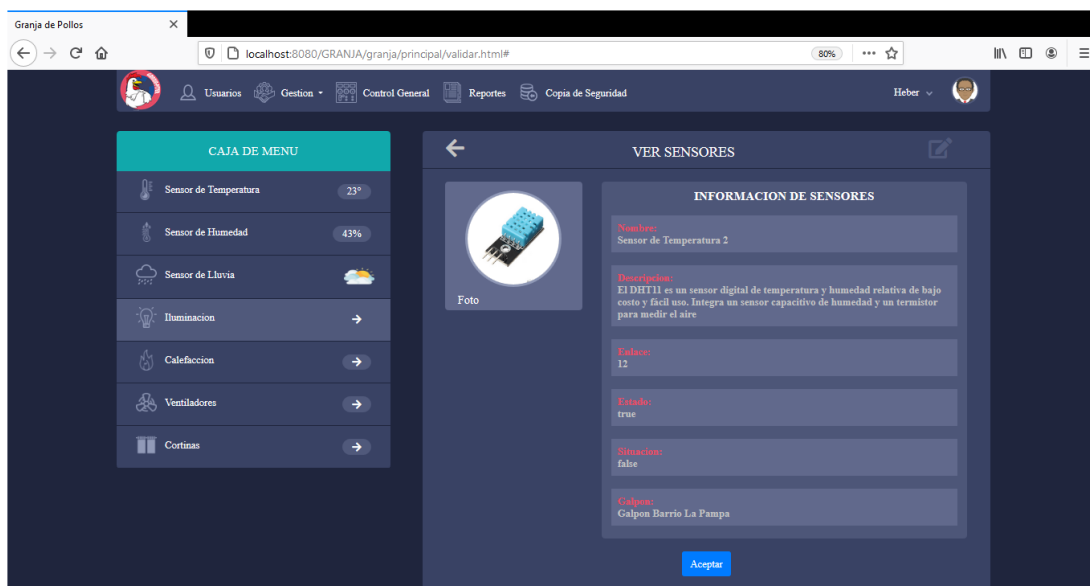 Granja de Pollos
localhost:8080/GRANJA/granja/principal/validar.html#
80%
Usuarios
Gestion
Control General
Reportes
Copia de Seguridad
Heber
CAJA DE MENU
Sensor de Temperatura
23°
Sensor de Humedad
43%
Sensor de Lluvia
Iluminacion
Calefaccion
Ventiladores
Cortinas
VER SENSORES
Foto
INFORMACION DE SENSORES
Nombre:
Sensor de Temperatura 2
Descripcion:
El DHT11 es un sensor digital de temperatura y humedad relativa de bajo
costo y fácil uso. Integra un sensor capacitivo de humedad y un termistor
para medir el aire
Enlace:
12
Estado:
true
Situacion:
false
Galpon:
Galpon Barrio La Pampa
Aceptar